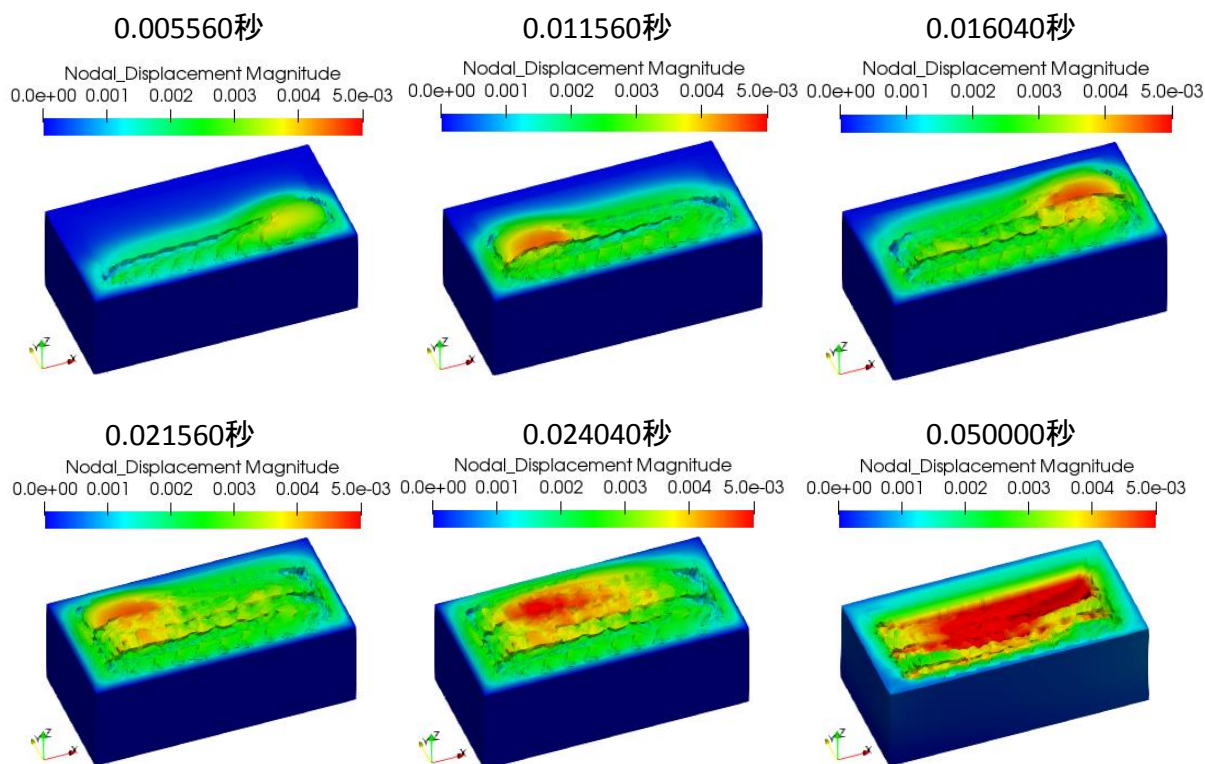 0.005560秒
Nodal_Displacement Magnitude
0.0e+00 0.001 0.002 0.003 0.004 5.0e-03
Y Z X
0.011560秒
Nodal_Displacement Magnitude
0.0e+00 0.001 0.002 0.003 0.004 5.0e-03
Y Z X
0.016040秒
Nodal_Displacement Magnitude
0.0e+00 0.001 0.002 0.003 0.004 5.0e-03
Y Z X
0.021560秒
Nodal_Displacement Magnitude
0.0e+00 0.001 0.002 0.003 0.004 5.0e-03
Y Z X
0.024040秒
Nodal_Displacement Magnitude
0.0e+00 0.001 0.002 0.003 0.004 5.0e-03
Y Z X
0.050000秒
Nodal_Displacement Magnitude
0.0e+00 0.001 0.002 0.003 0.004 5.0e-03
Y Z X